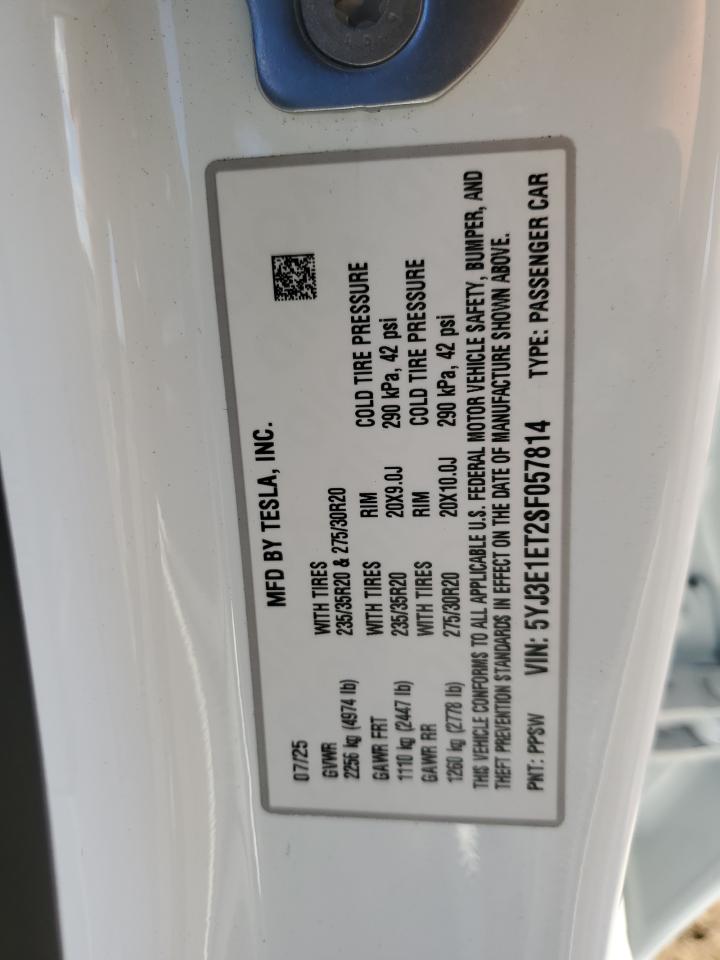 MFD BY TESLA, INC.
07/25
GVWR WITH TIRES
2256 kg (4974 lb) 235/35R20 & 275/30R20
GAWR FRT WITH TIRES RIM COLD TIRE PRESSURE
1110 kg (2447 lb) 235/35R20 20X9.0J 290 kPa, 42 psi
GAWR RR WITH TIRES RIM COLD TIRE PRESSURE
1260 kg (2778 lb) 275/30R20 20X10.0J 290 kPa, 42 psi
THIS VEHICLE CONFORMS TO ALL APPLICABLE U.S. FEDERAL MOTOR VEHICLE SAFETY, BUMPER, AND
THEFT PREVENTION STANDARDS IN EFFECT ON THE DATE OF MANUFACTURE SHOWN ABOVE.
PNT: PPSW VIN: 5YJ3E1ET2SF057814 TYPE: PASSENGER CAR